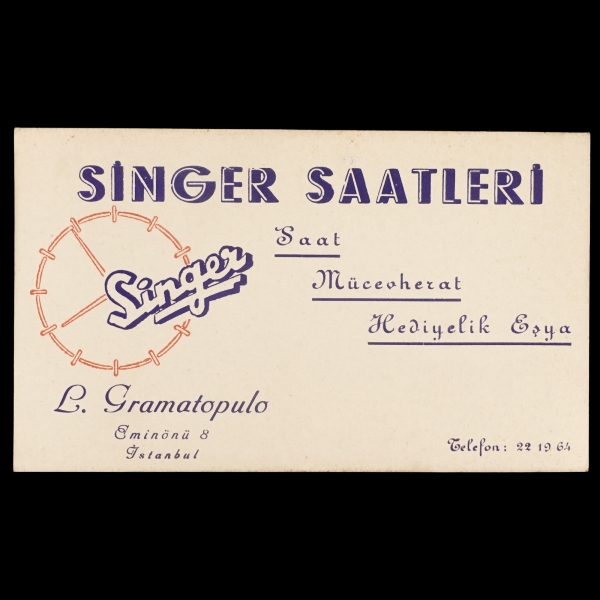 SİNGER SAATLERİ
Singer
Saat
Mücevherat
Hediyelik Eşya
L. Gramatopulo
Eminönü 8
İstanbul
Telefon: 22 19 64